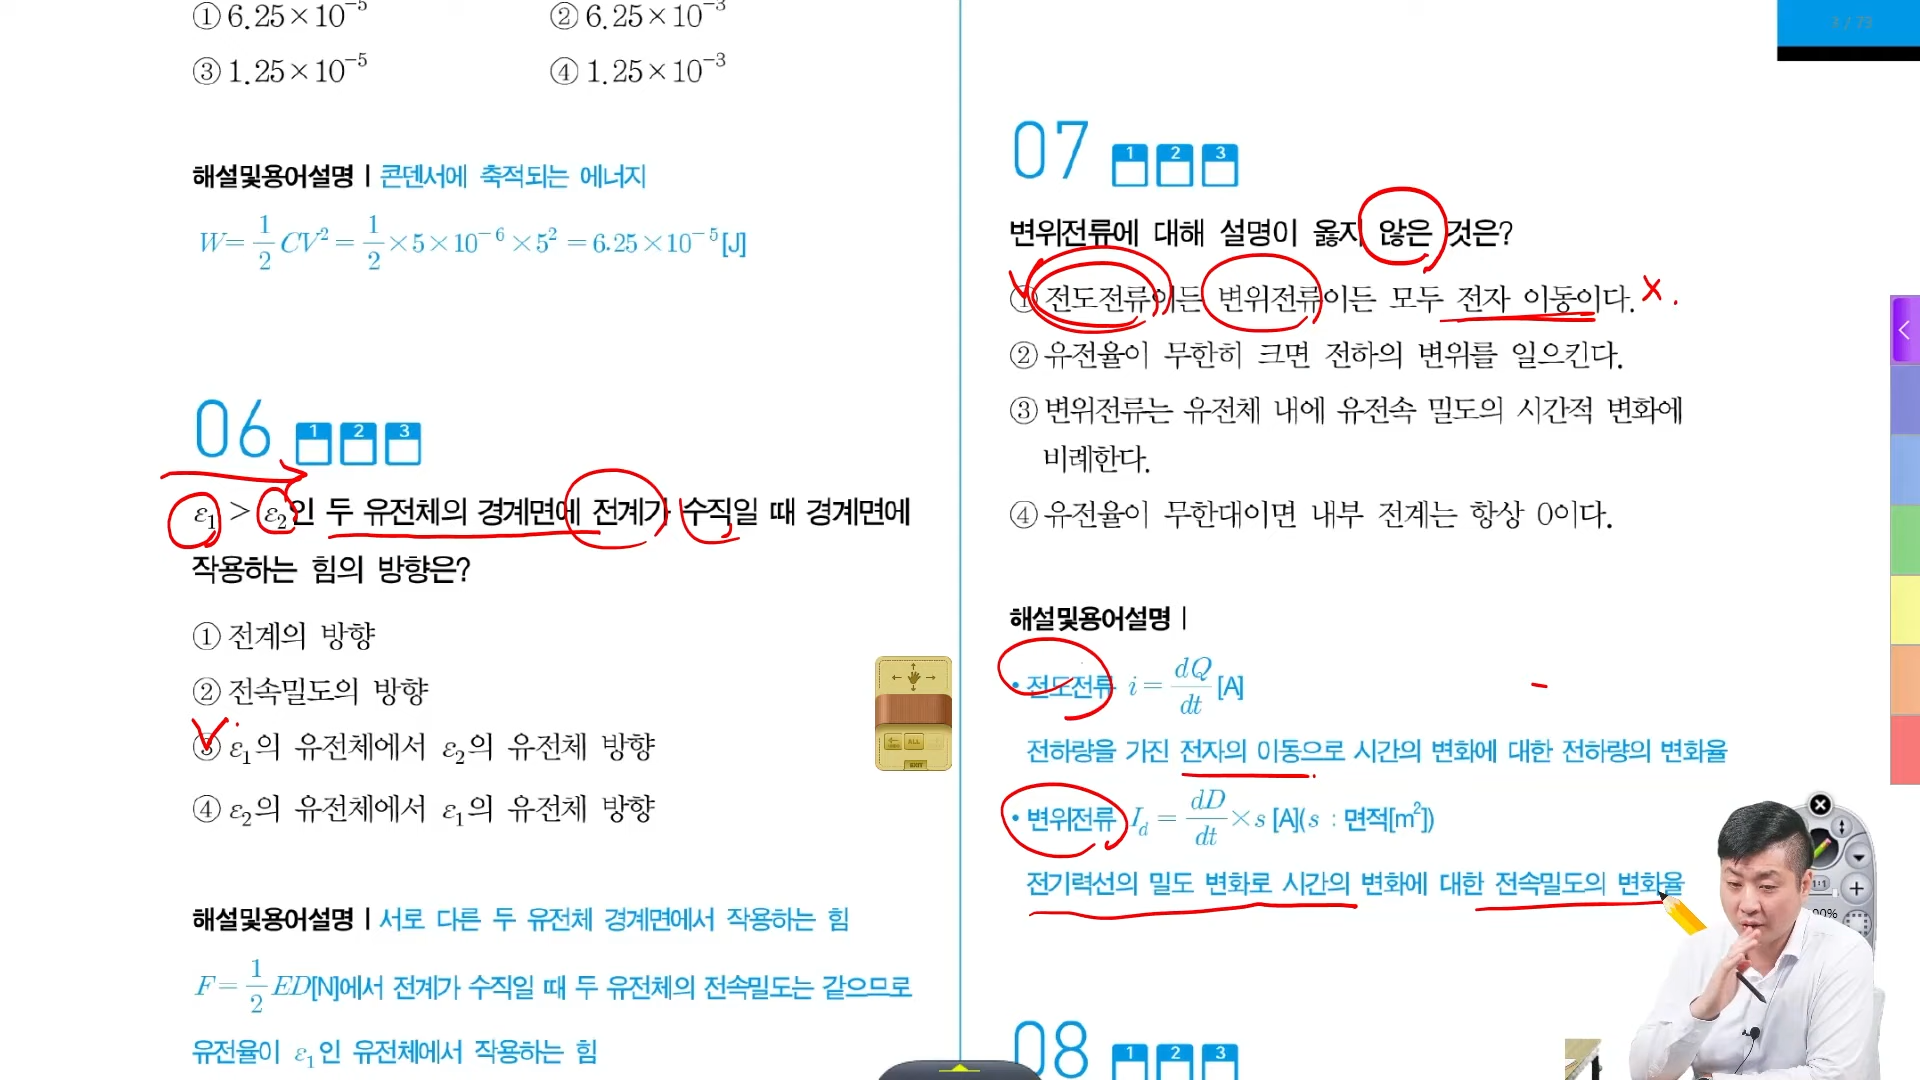 ① 6.25×10⁻⁵ ② 6.25×10⁻³
③ 1.25×10⁻⁵ ④ 1.25×10⁻³
해설및용어설명 | 콘덴서에 축적되는 에너지
W= 1/2 CV² = 1/2 ×5×10⁻⁶×5² = 6.25×10⁻⁵[J]
06 1 2 3
ε₁ > ε₂인 두 유전체의 경계면에 전계가 수직일 때 경계면에
작용하는 힘의 방향은?
① 전계의 방향
② 전속밀도의 방향
③ ε₁의 유전체에서 ε₂의 유전체 방향
④ ε₂의 유전체에서 ε₁의 유전체 방향
해설및용어설명 | 서로 다른 두 유전체 경계면에서 작용하는 힘
F= 1/2 ED[N]에서 전계가 수직일 때 두 유전체의 전속밀도는 같으므로
유전율이 ε₁인 유전체에서 작용하는 힘
3 / 73
07 1 2 3
변위전류에 대해 설명이 옳지 않은 것은?
① 전도전류이든 변위전류이든 모두 전자 이동이다. ×
② 유전율이 무한히 크면 전하의 변위를 일으킨다.
③ 변위전류는 유전체 내에 유전속 밀도의 시간적 변화에
비례한다.
④ 유전율이 무한대이면 내부 전계는 항상 0이다.
해설및용어설명 |
• 전도전류 i = dQ/dt [A]
전하량을 가진 전자의 이동으로 시간의 변화에 대한 전하량의 변화율
• 변위전류 I_d = dD/dt ×s [A](s : 면적[m²])
전기력선의 밀도 변화로 시간의 변화에 대한 전속밀도의 변화율
08 1 2 3
ALL
EXIT
1:1